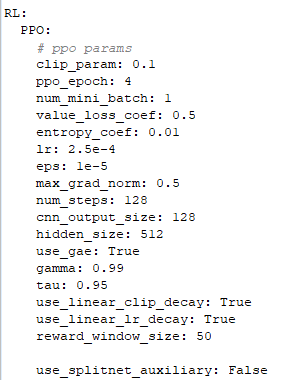 RL:
PPO:
# ppo params
clip_param: 0.1
ppo_epoch: 4
num_mini_batch: 1
value_loss_coef: 0.5
entropy_coef: 0.01
lr: 2.5e-4
eps: 1e-5
max_grad_norm: 0.5
num_steps: 128
cnn_output_size: 128
hidden_size: 512
use_gae: True
gamma: 0.99
tau: 0.95
use_linear_clip_decay: True
use_linear_lr_decay: True
reward_window_size: 50
use_splitnet_auxiliary: False